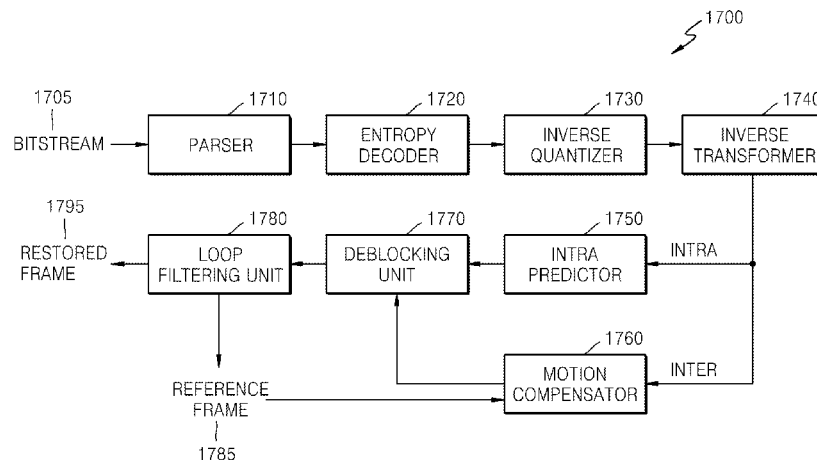 1700
1705
1710
1720
1730
1740
BITSTREAM
PARSER
ENTROPY
DECODER
INVERSE
QUANTIZER
INVERSE
TRANSFORMER
1795
1780
1770
1750
RESTORED
FRAME
LOOP
FILTERING UNIT
DEBLOCKING
UNIT
INTRA
PREDICTOR
INTRA
1760
REFERENCE
FRAME
MOTION
COMPENSATOR
INTER
1785